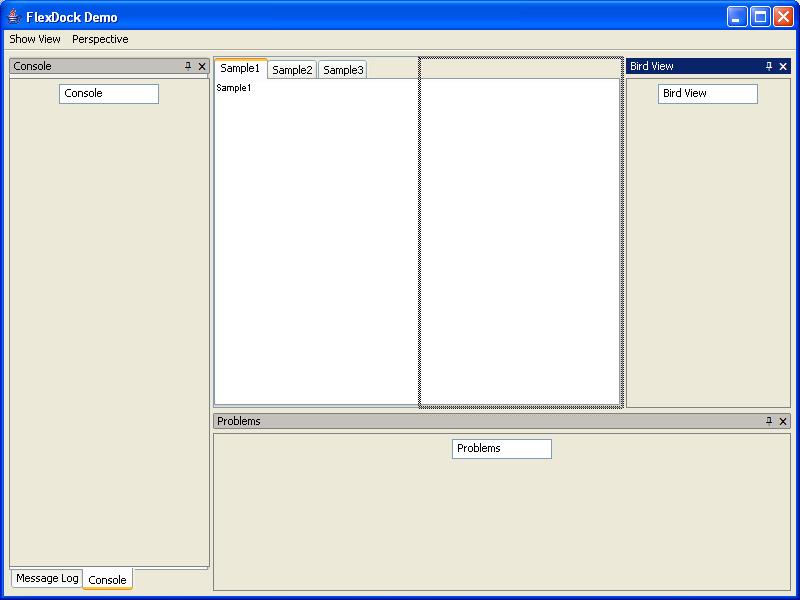 FlexDock Demo
Show View Perspective
Console
Console
Message Log Console
Sample1 Sample2 Sample3
Sample1
Bird View
Bird View
Problems
Problems